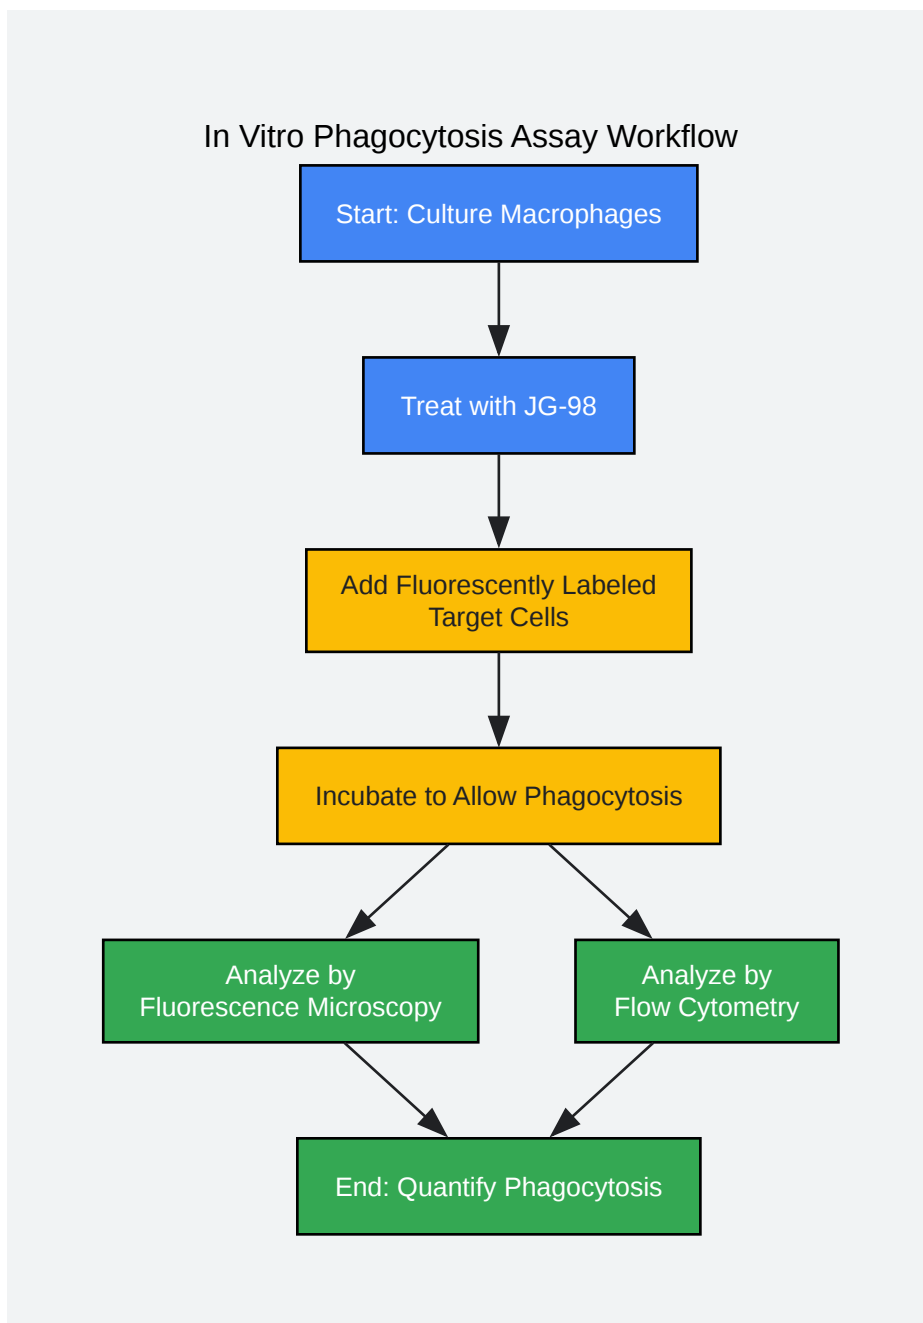 In Vitro Phagocytosis Assay Workflow
Start: Culture Macrophages
Treat with JG-98
Add Fluorescently Labeled
Target Cells
Incubate to Allow Phagocytosis
Analyze by
Fluorescence Microscopy
Analyze by
Flow Cytometry
End: Quantify Phagocytosis